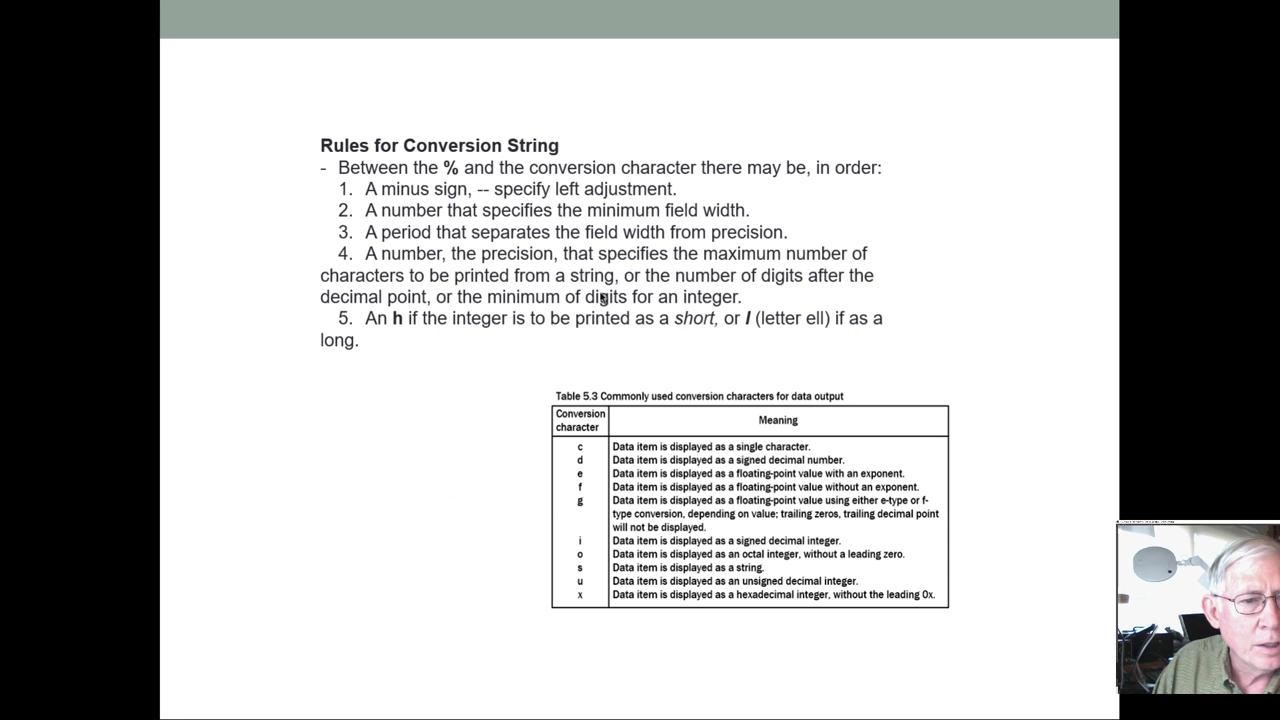 Rules for Conversion String
- Between the % and the conversion character there may be, in order:
1. A minus sign, -- specify left adjustment.
2. A number that specifies the minimum field width.
3. A period that separates the field width from precision.
4. A number, the precision, that specifies the maximum number of
characters to be printed from a string, or the number of digits after the
decimal point, or the minimum of digits for an integer.
5. An h if the integer is to be printed as a short, or l (letter ell) if as a
long.
Table 5.3 Commonly used conversion characters for data output
Conversion
character
Meaning
c Data item is displayed as a single character.
d Data item is displayed as a signed decimal number.
e Data item is displayed as a floating-point value with an exponent.
f Data item is displayed as a floating-point value without an exponent.
g Data item is displayed as a floating-point value using either e-type or f-
type conversion, depending on value; trailing zeros, trailing decimal point
will not be displayed.
i Data item is displayed as a signed decimal integer.
o Data item is displayed as an octal integer, without a leading zero.
s Data item is displayed as a string.
u Data item is displayed as an unsigned decimal integer.
x Data item is displayed as a hexadecimal integer, without the leading 0x.